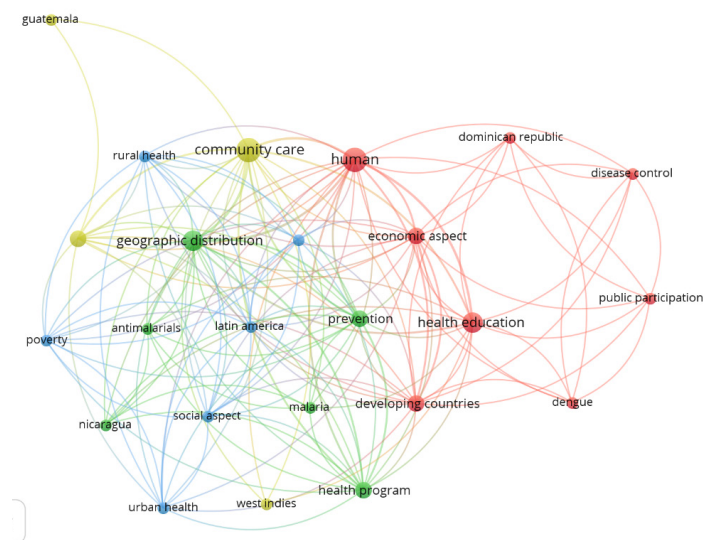 guatemala
community care
rural health
human
dominican republic
disease control
geographic distribution
economic aspect
public participation
antimalarials
latin america
prevention
health education
poverty
nicaragua
social aspect
malaria
developing countries
dengue
urban health
west indies
health program